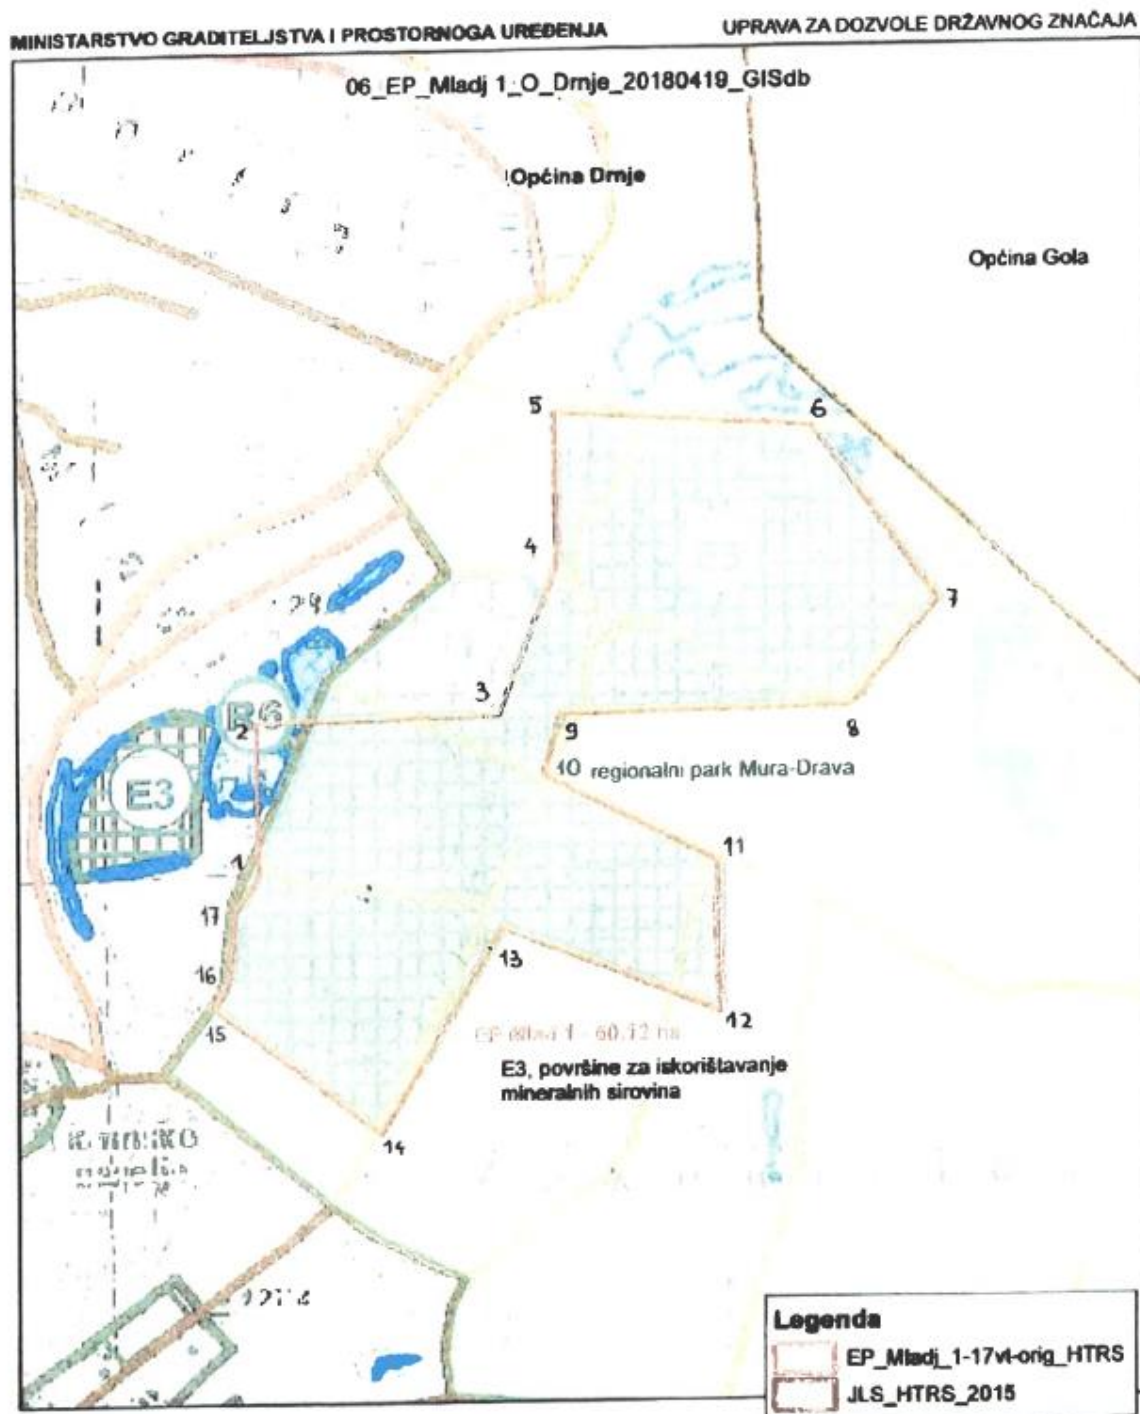 MINISTARSTVO GRADITELJSTVA I PROSTORNOGA UREĐENJA
UPRAVA ZA DOZVOLE DRŽAVNOG ZNAČAJA
06_EP_Mladj 1_O_Drnje_20180419_GISdb
Općina Drnje
Općina Gola
5
6
4
7
3
R6
2
9
8
10 regionalni park Mura-Drava
E3
11
1
17
13
16
12
15
E3, površine za iskorištavanje
mineralnih sirovina
14
Legenda
EP_Mladj_1-17vt-orig_HTRS
JLS_HTRS_2015